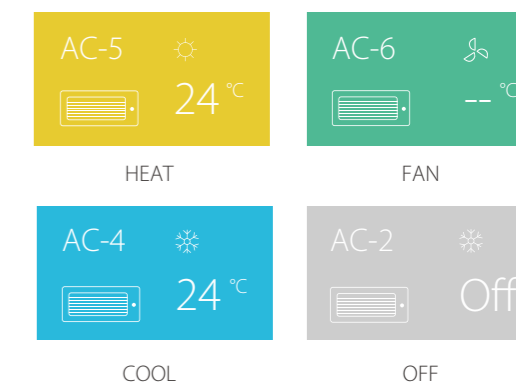 AC-5
24 °C
HEAT
AC-6
-- °C
FAN
AC-4
24 °C
COOL
AC-2
Off
OFF